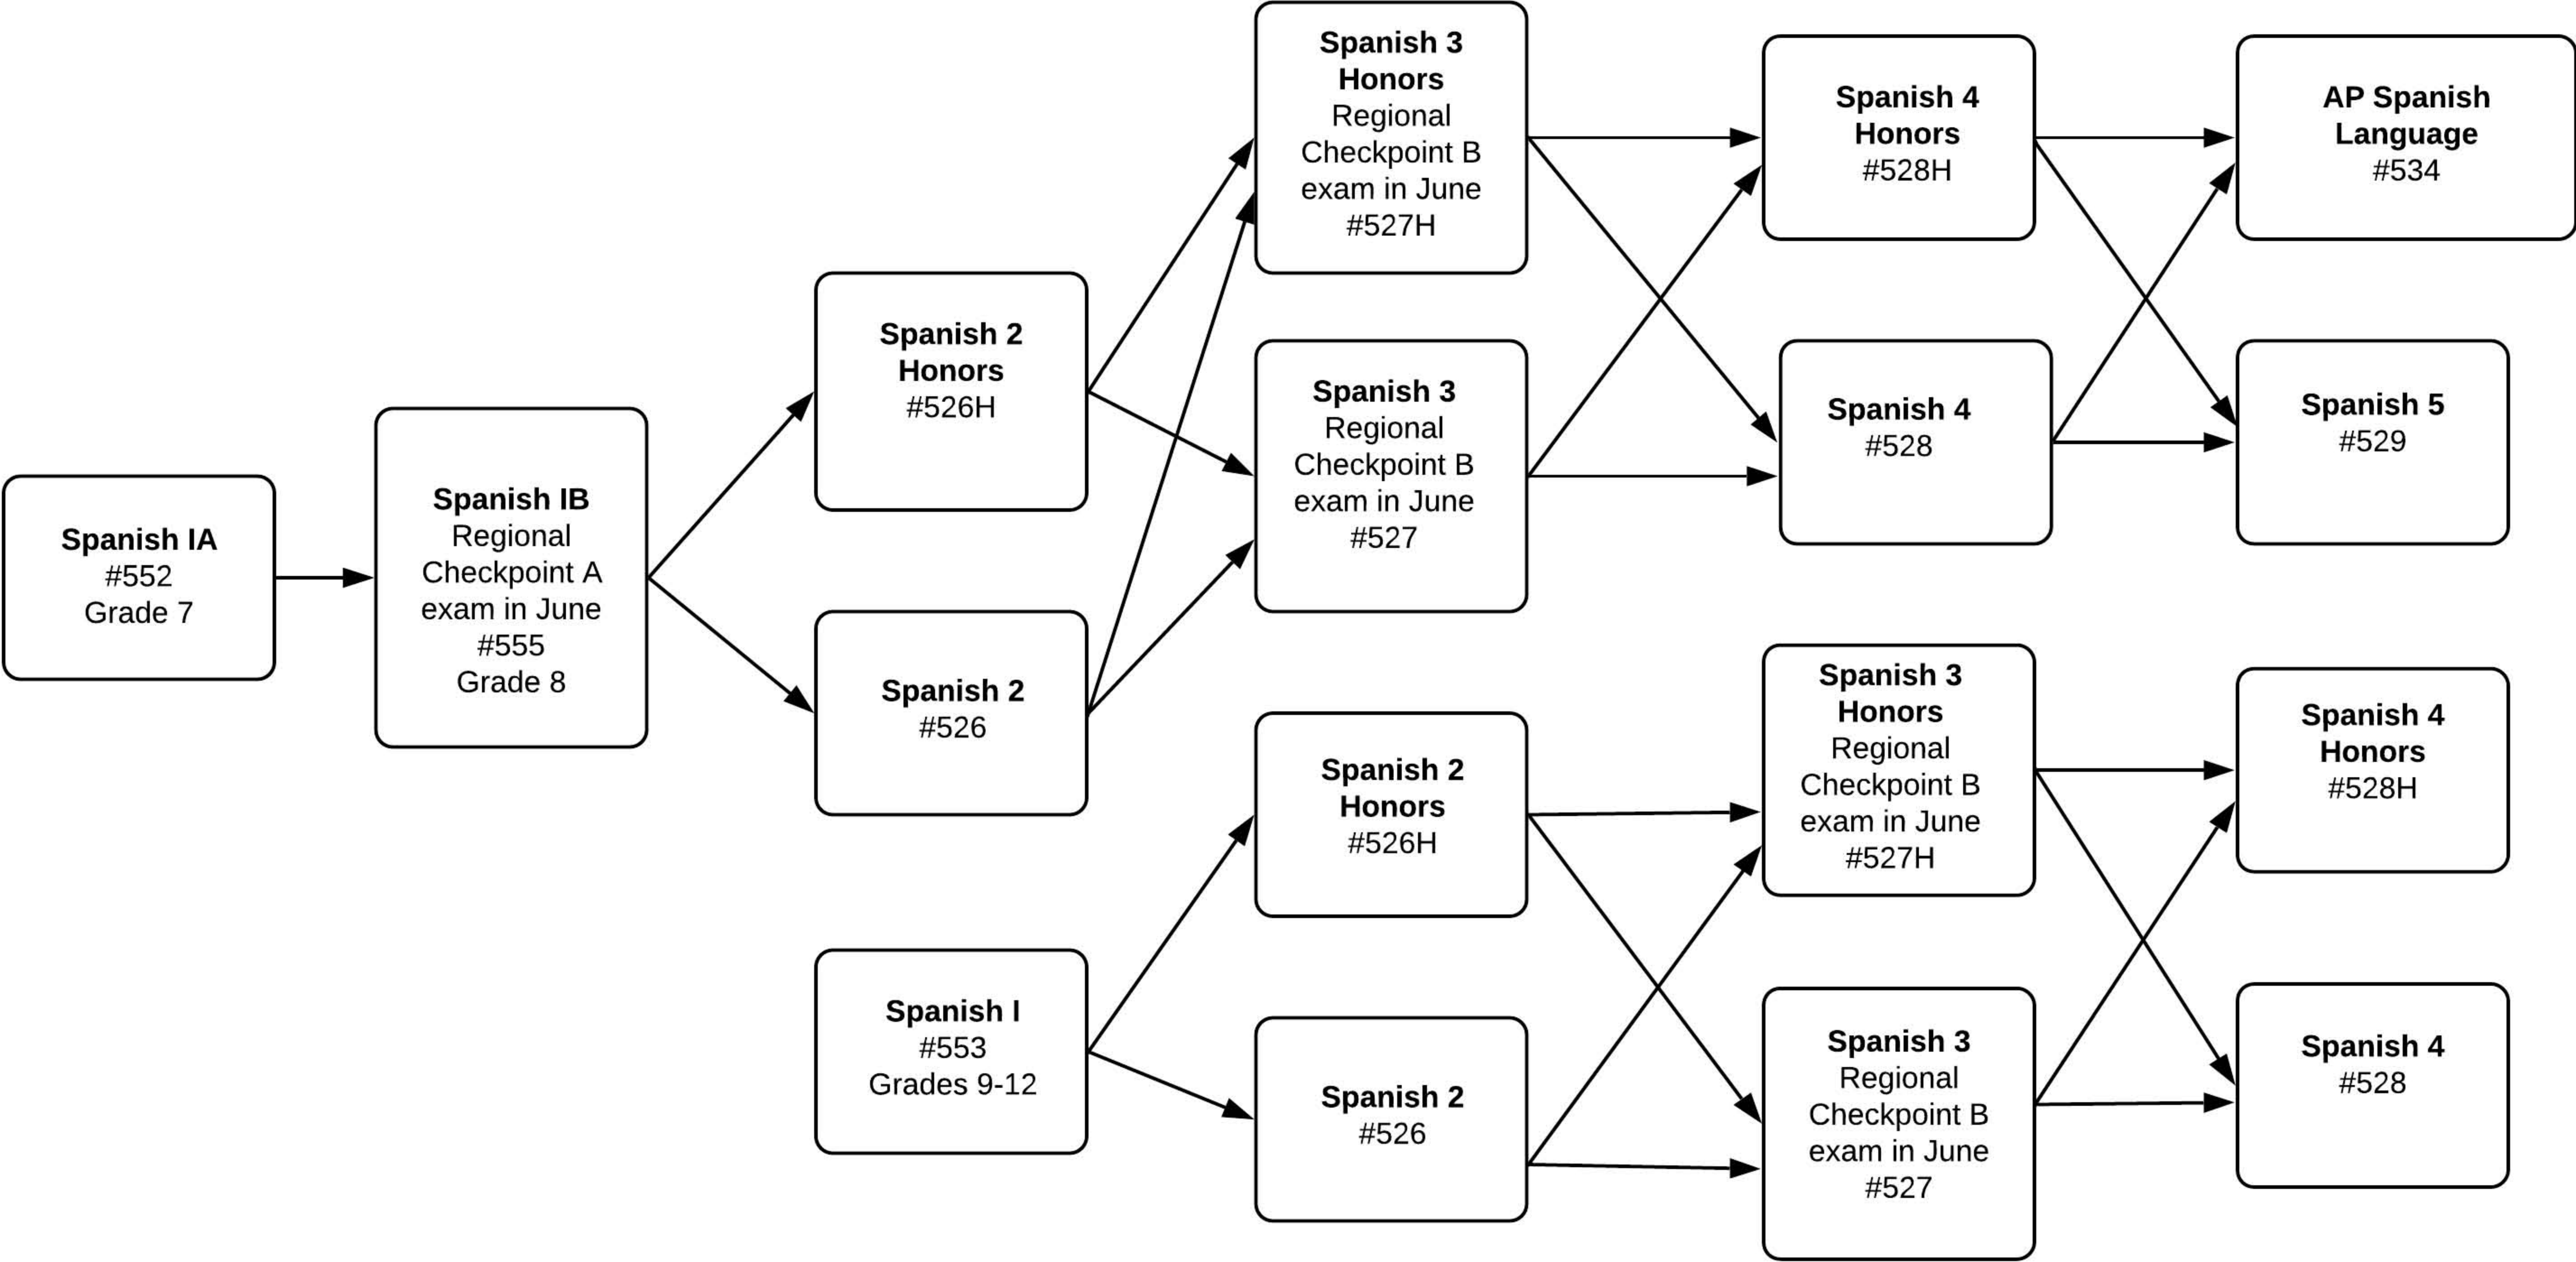 Spanish IA
#552
Grade 7
Spanish IB
Regional
Checkpoint A
exam in June
#555
Grade 8
Spanish 2
Honors
#526H
Spanish 2
#526
Spanish I
#553
Grades 9-12
Spanish 3
Honors
Regional
Checkpoint B
exam in June
#527H
Spanish 3
Regional
Checkpoint B
exam in June
#527
Spanish 2
Honors
#526H
Spanish 2
#526
Spanish 4
Honors
#528H
Spanish 4
#528
Spanish 3
Honors
Regional
Checkpoint B
exam in June
#527H
Spanish 3
Regional
Checkpoint B
exam in June
#527
AP Spanish
Language
#534
Spanish 5
#529
Spanish 4
Honors
#528H
Spanish 4
#528